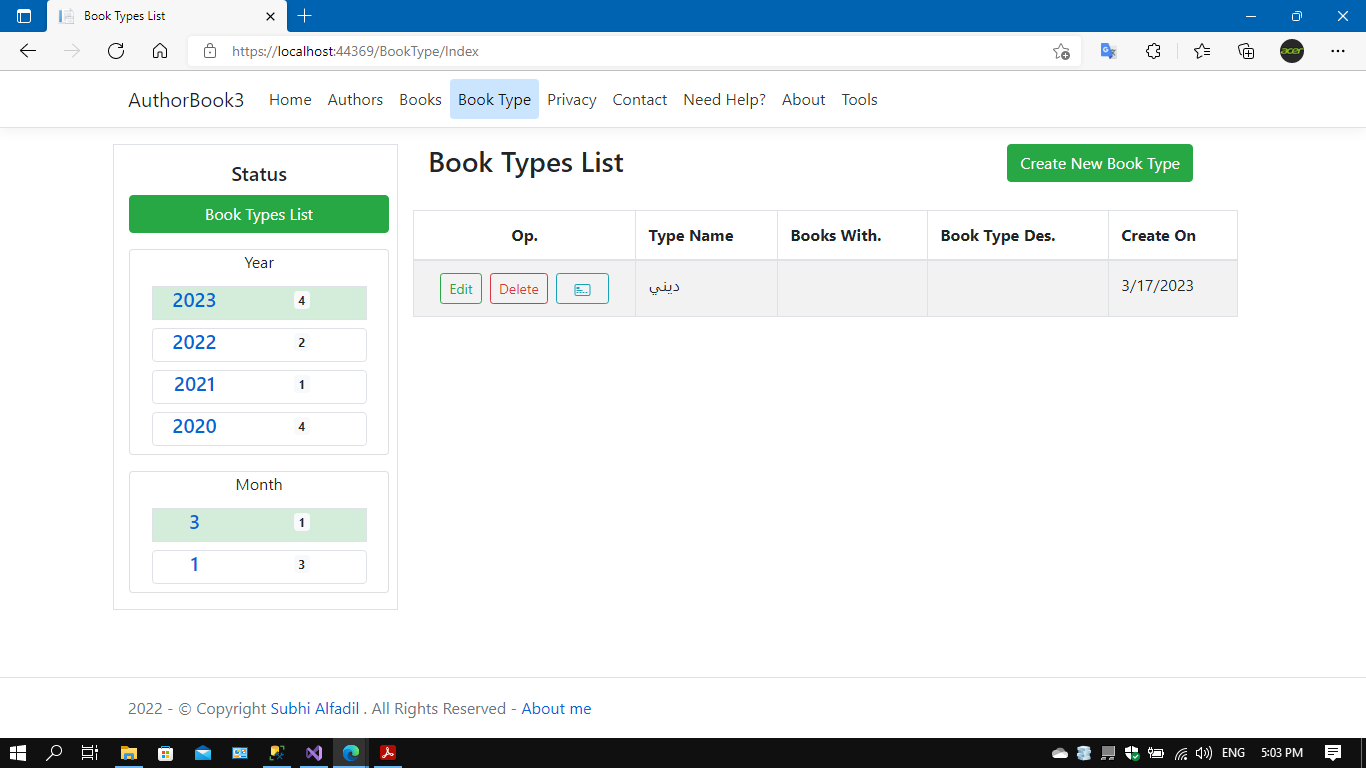 Book Types List
https://localhost:44369/BookType/Index
acer
AuthorBook3 Home Authors Books Book Type Privacy Contact Need Help? About Tools
Status
Book Types List
Year
2023 4
2022 2
2021 1
2020 4
Month
3 1
1 3
Book Types List
Create New Book Type
Op. Type Name Books With. Book Type Des. Create On
Edit Delete ديني 3/17/2023
2022 - © Copyright Subhi Alfadil . All Rights Reserved - About me
ENG 5:03 PM